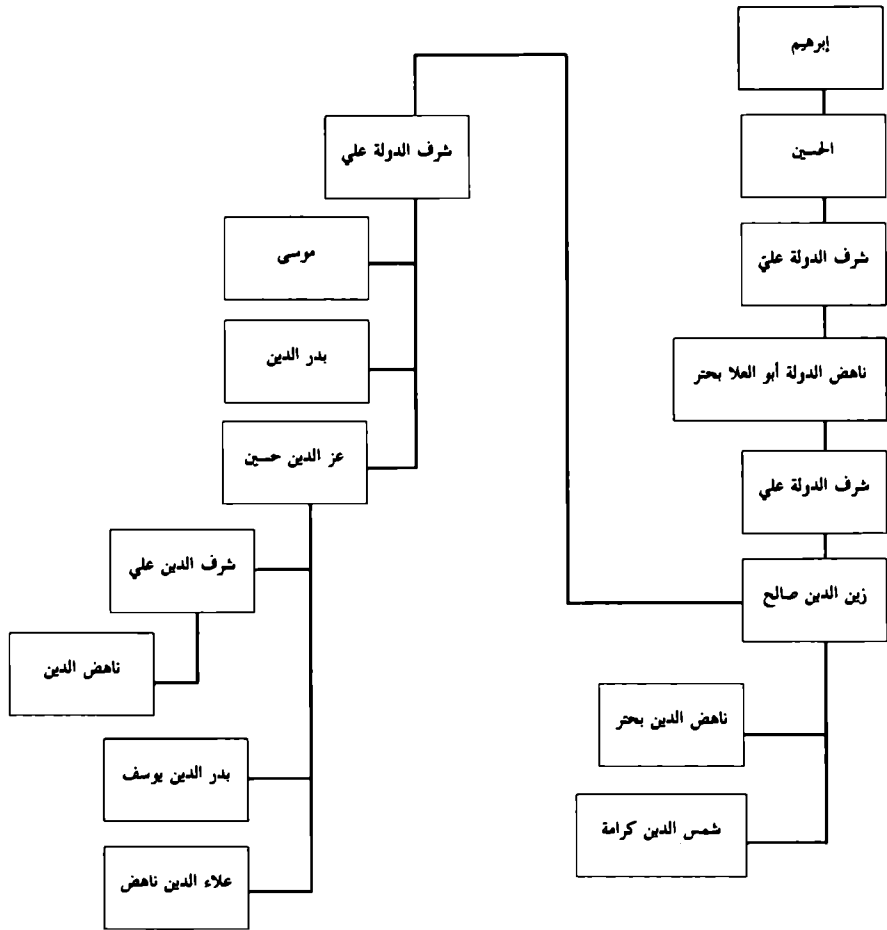 إبرهيم
الحسين
شرف الدولة عليّ
ناهض الدولة أبو العلا بحتر
شرف الدولة علي
زين الدين صالح
ناهض الدين بحتر
شمس الدين كرامة
شرف الدولة علي
موسى
بدر الدين
عز الدين حسين
شرف الدين علي
ناهض الدين
بدر الدين يوسف
علاء الدين ناهض